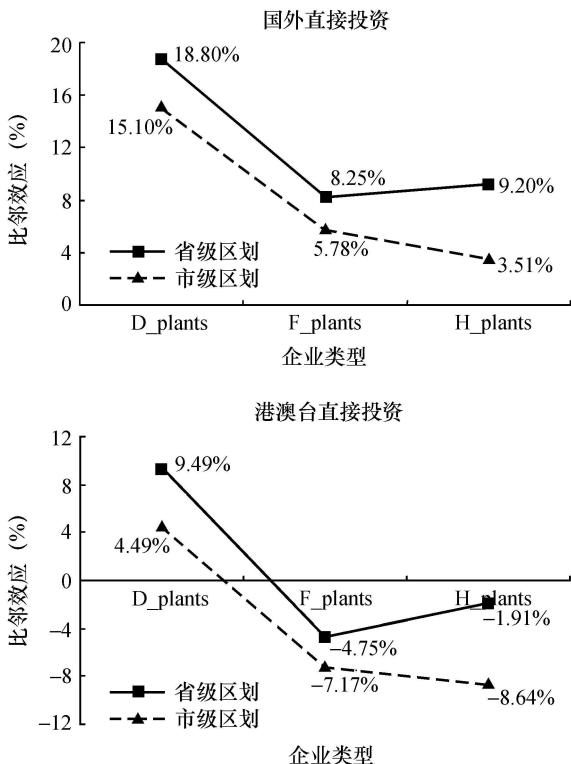 国外直接投资
20
16
12
8
4
0
比邻效应 (%)
18.80%
15.10%
8.25%
5.78%
9.20%
3.51%
省级区划
市级区划
D_plants
F_plants
H_plants
企业类型
港澳台直接投资
12
8
4
0
−4
−8
−12
比邻效应 (%)
9.49%
4.49%
D_plants
F_plants
H_plants
−4.75%
−7.17%
−1.91%
−8.64%
省级区划
市级区划
企业类型